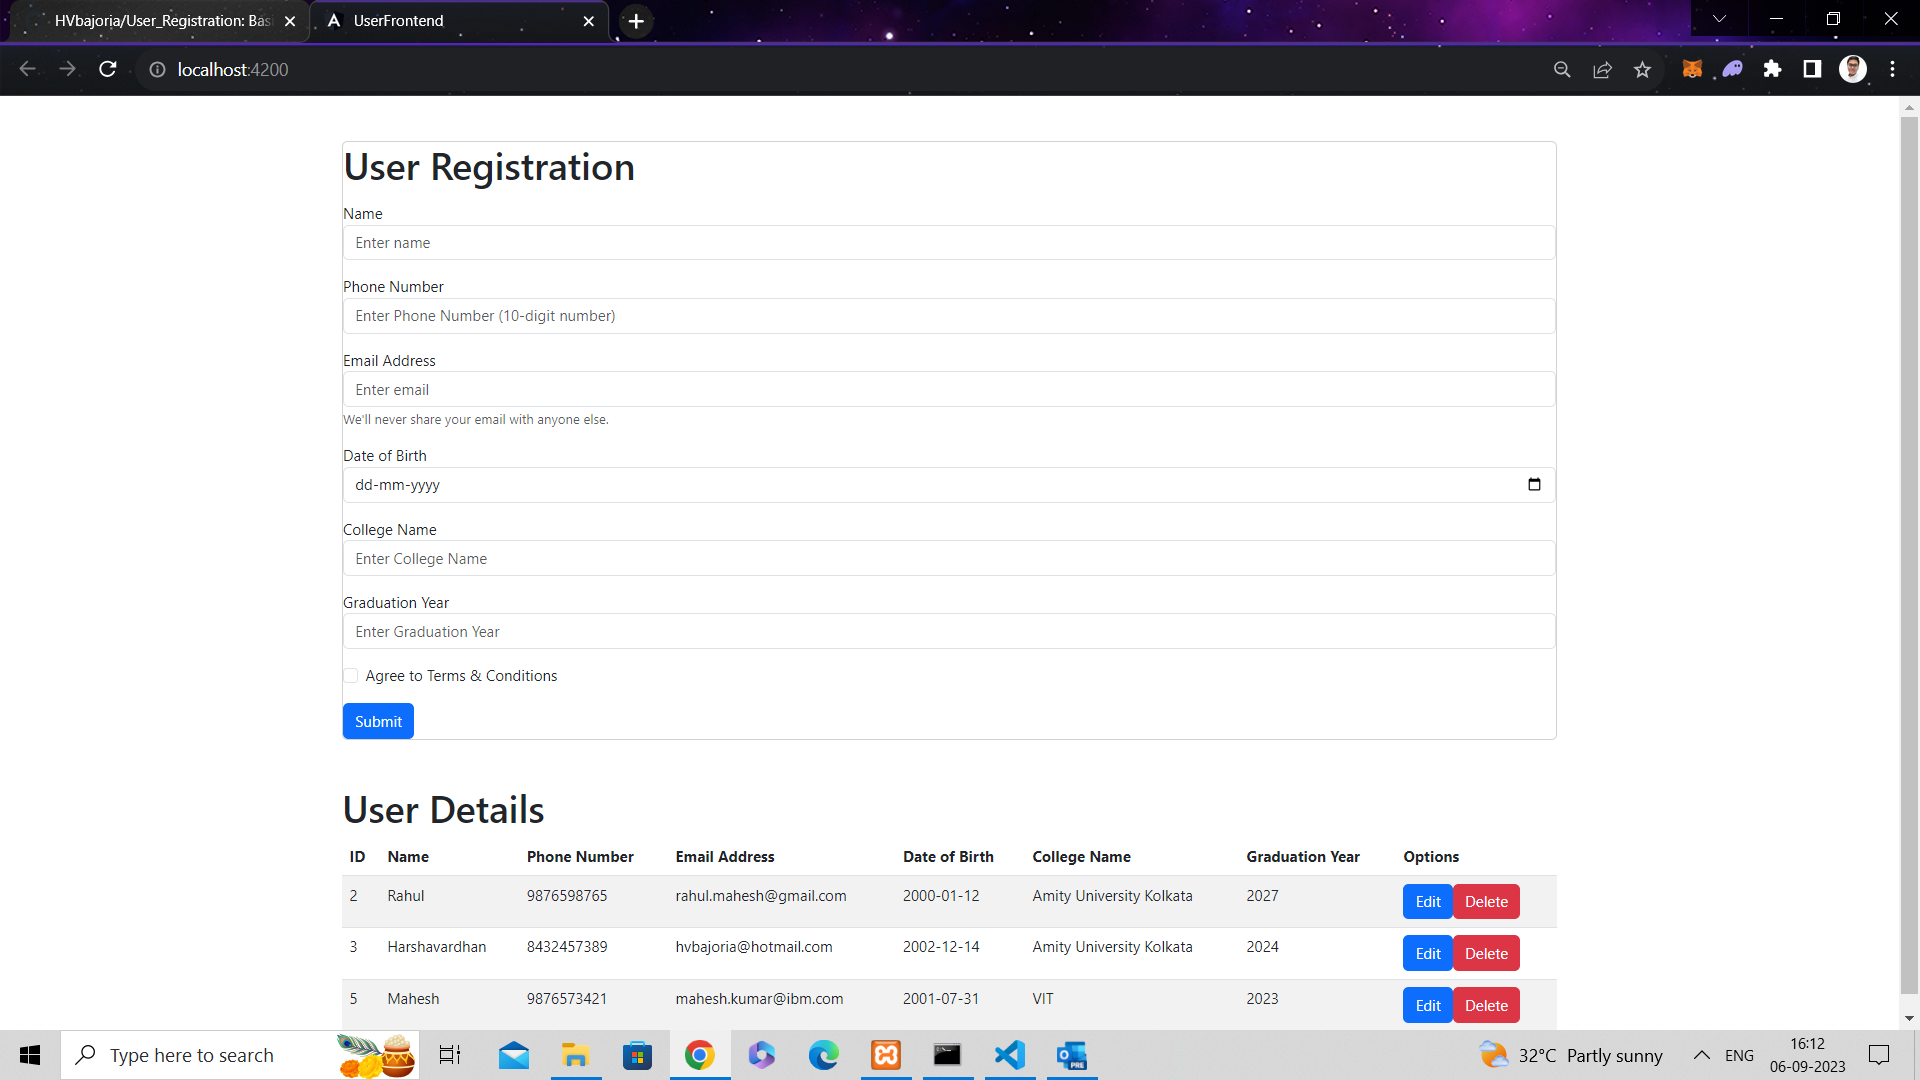 HVbajoria/User_Registration: Bas
UserFrontend
localhost:4200
User Registration
Name
Enter name
Phone Number
Enter Phone Number (10-digit number)
Email Address
Enter email
We'll never share your email with anyone else.
Date of Birth
dd-mm-yyyy
College Name
Enter College Name
Graduation Year
Enter Graduation Year
Agree to Terms & Conditions
Submit
User Details
ID Name Phone Number Email Address Date of Birth College Name Graduation Year Options
2 Rahul 9876598765 rahul.mahesh@gmail.com 2000-01-12 Amity University Kolkata 2027 Edit Delete
3 Harshavardhan 8432457389 hvbajoria@hotmail.com 2002-12-14 Amity University Kolkata 2024 Edit Delete
5 Mahesh 9876573421 mahesh.kumar@ibm.com 2001-07-31 VIT 2023 Edit Delete
Type here to search
PRE
32°C Partly sunny
ENG
16:12
06-09-2023